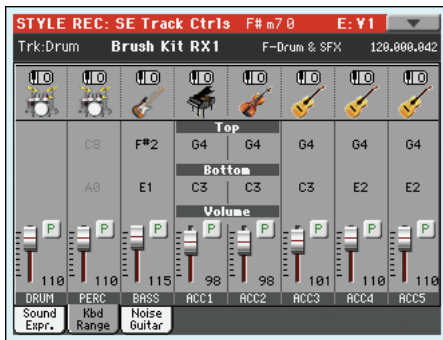 STYLE REC: SE Track Ctrls F# m7 0 E: V1
Trk:Drum Brush Kit RX1 F-Drum & SFX 120.000.042
Top
C8 F#2 G4 G4 G4 G4 G4
Bottom
A0 E1 C3 C3 C3 E2 E2
Volume
P P P P P P P P
110 110 115 98 98 101 110 110
DRUM PERC BASS ACC1 ACC2 ACC3 ACC4 ACC5
Sound Expr. Kbd Range Noise Guitar